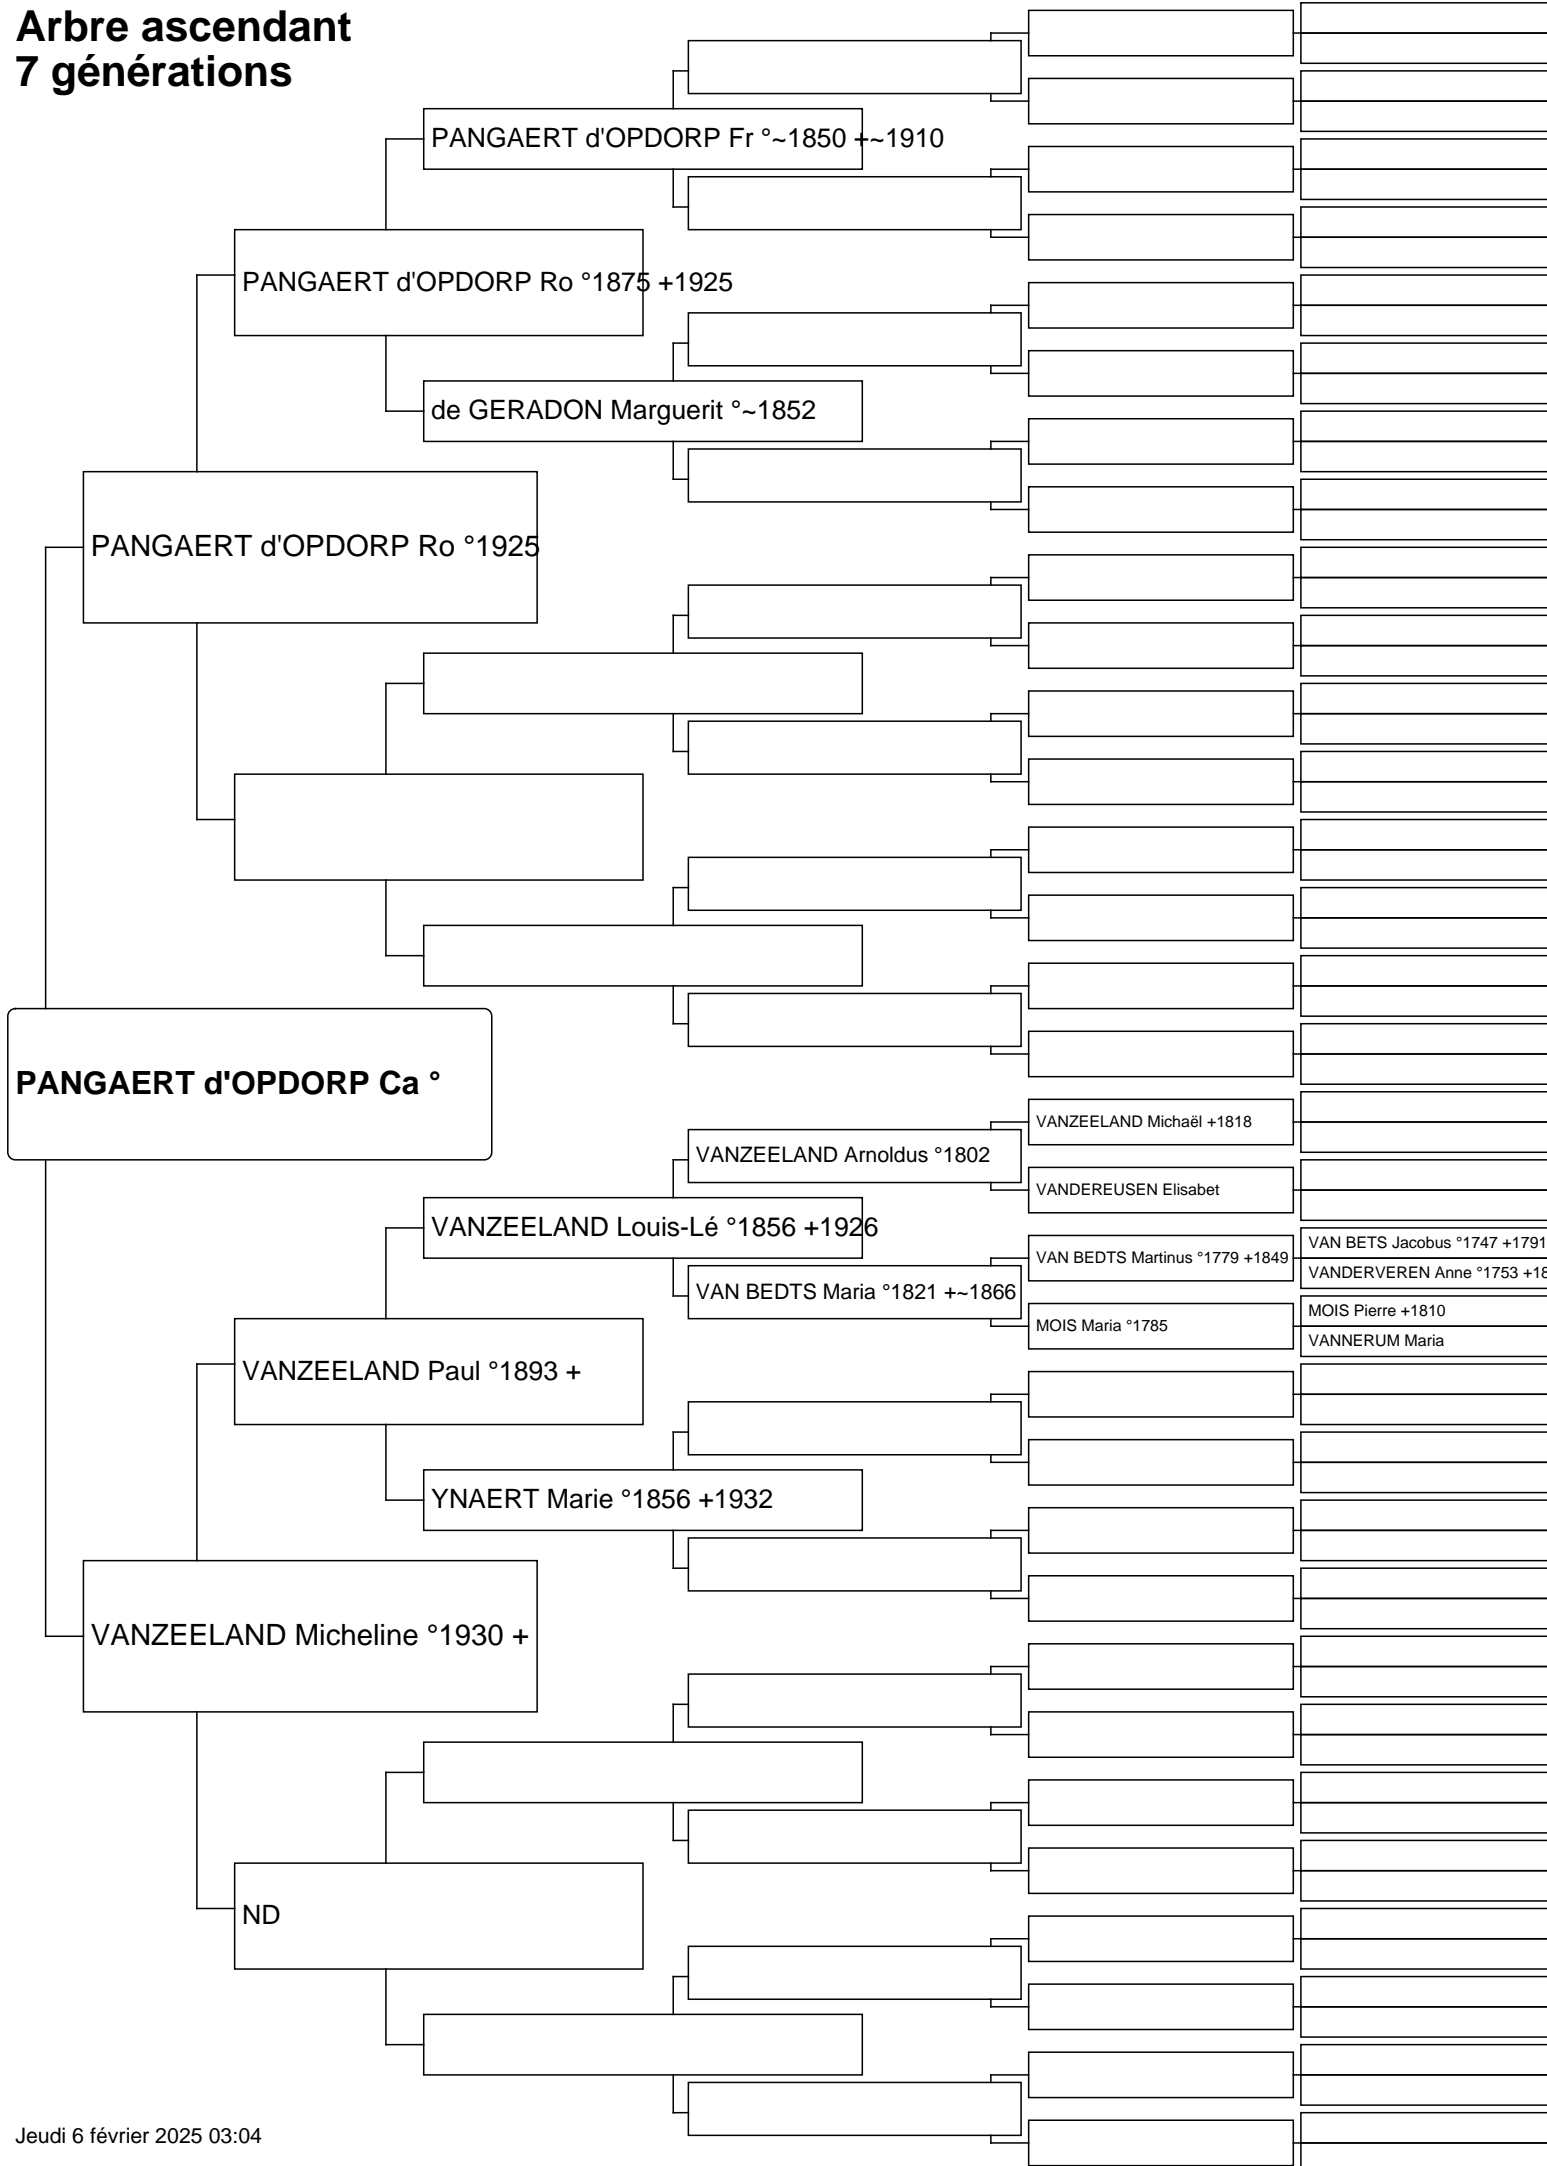 Arbre ascendant
7 générations
PANGAERT d'OPDORP Fr °~1850 +~1910
PANGAERT d'OPDORP Ro °1875 +1925
de GERADON Marguerit °~1852
PANGAERT d'OPDORP Ro °1925
PANGAERT d'OPDORP Ca °
VANZEELAND Michaël +1818
VANZEELAND Arnoldus °1802
VANDEREUSEN Elisabet
VANZEELAND Louis-Lé °1856 +1926
VAN BETS Jacobus °1747 +1791
VAN BEDTS Martinus °1779 +1849
VANDERVEREN Anne °1753 +18
VAN BEDTS Maria °1821 +~1866
MOIS Pierre +1810
MOIS Maria °1785
VANNERUM Maria
VANZEELAND Paul °1893 +
YNAERT Marie °1856 +1932
VANZEELAND Micheline °1930 +
ND
Jeudi 6 février 2025 03:04